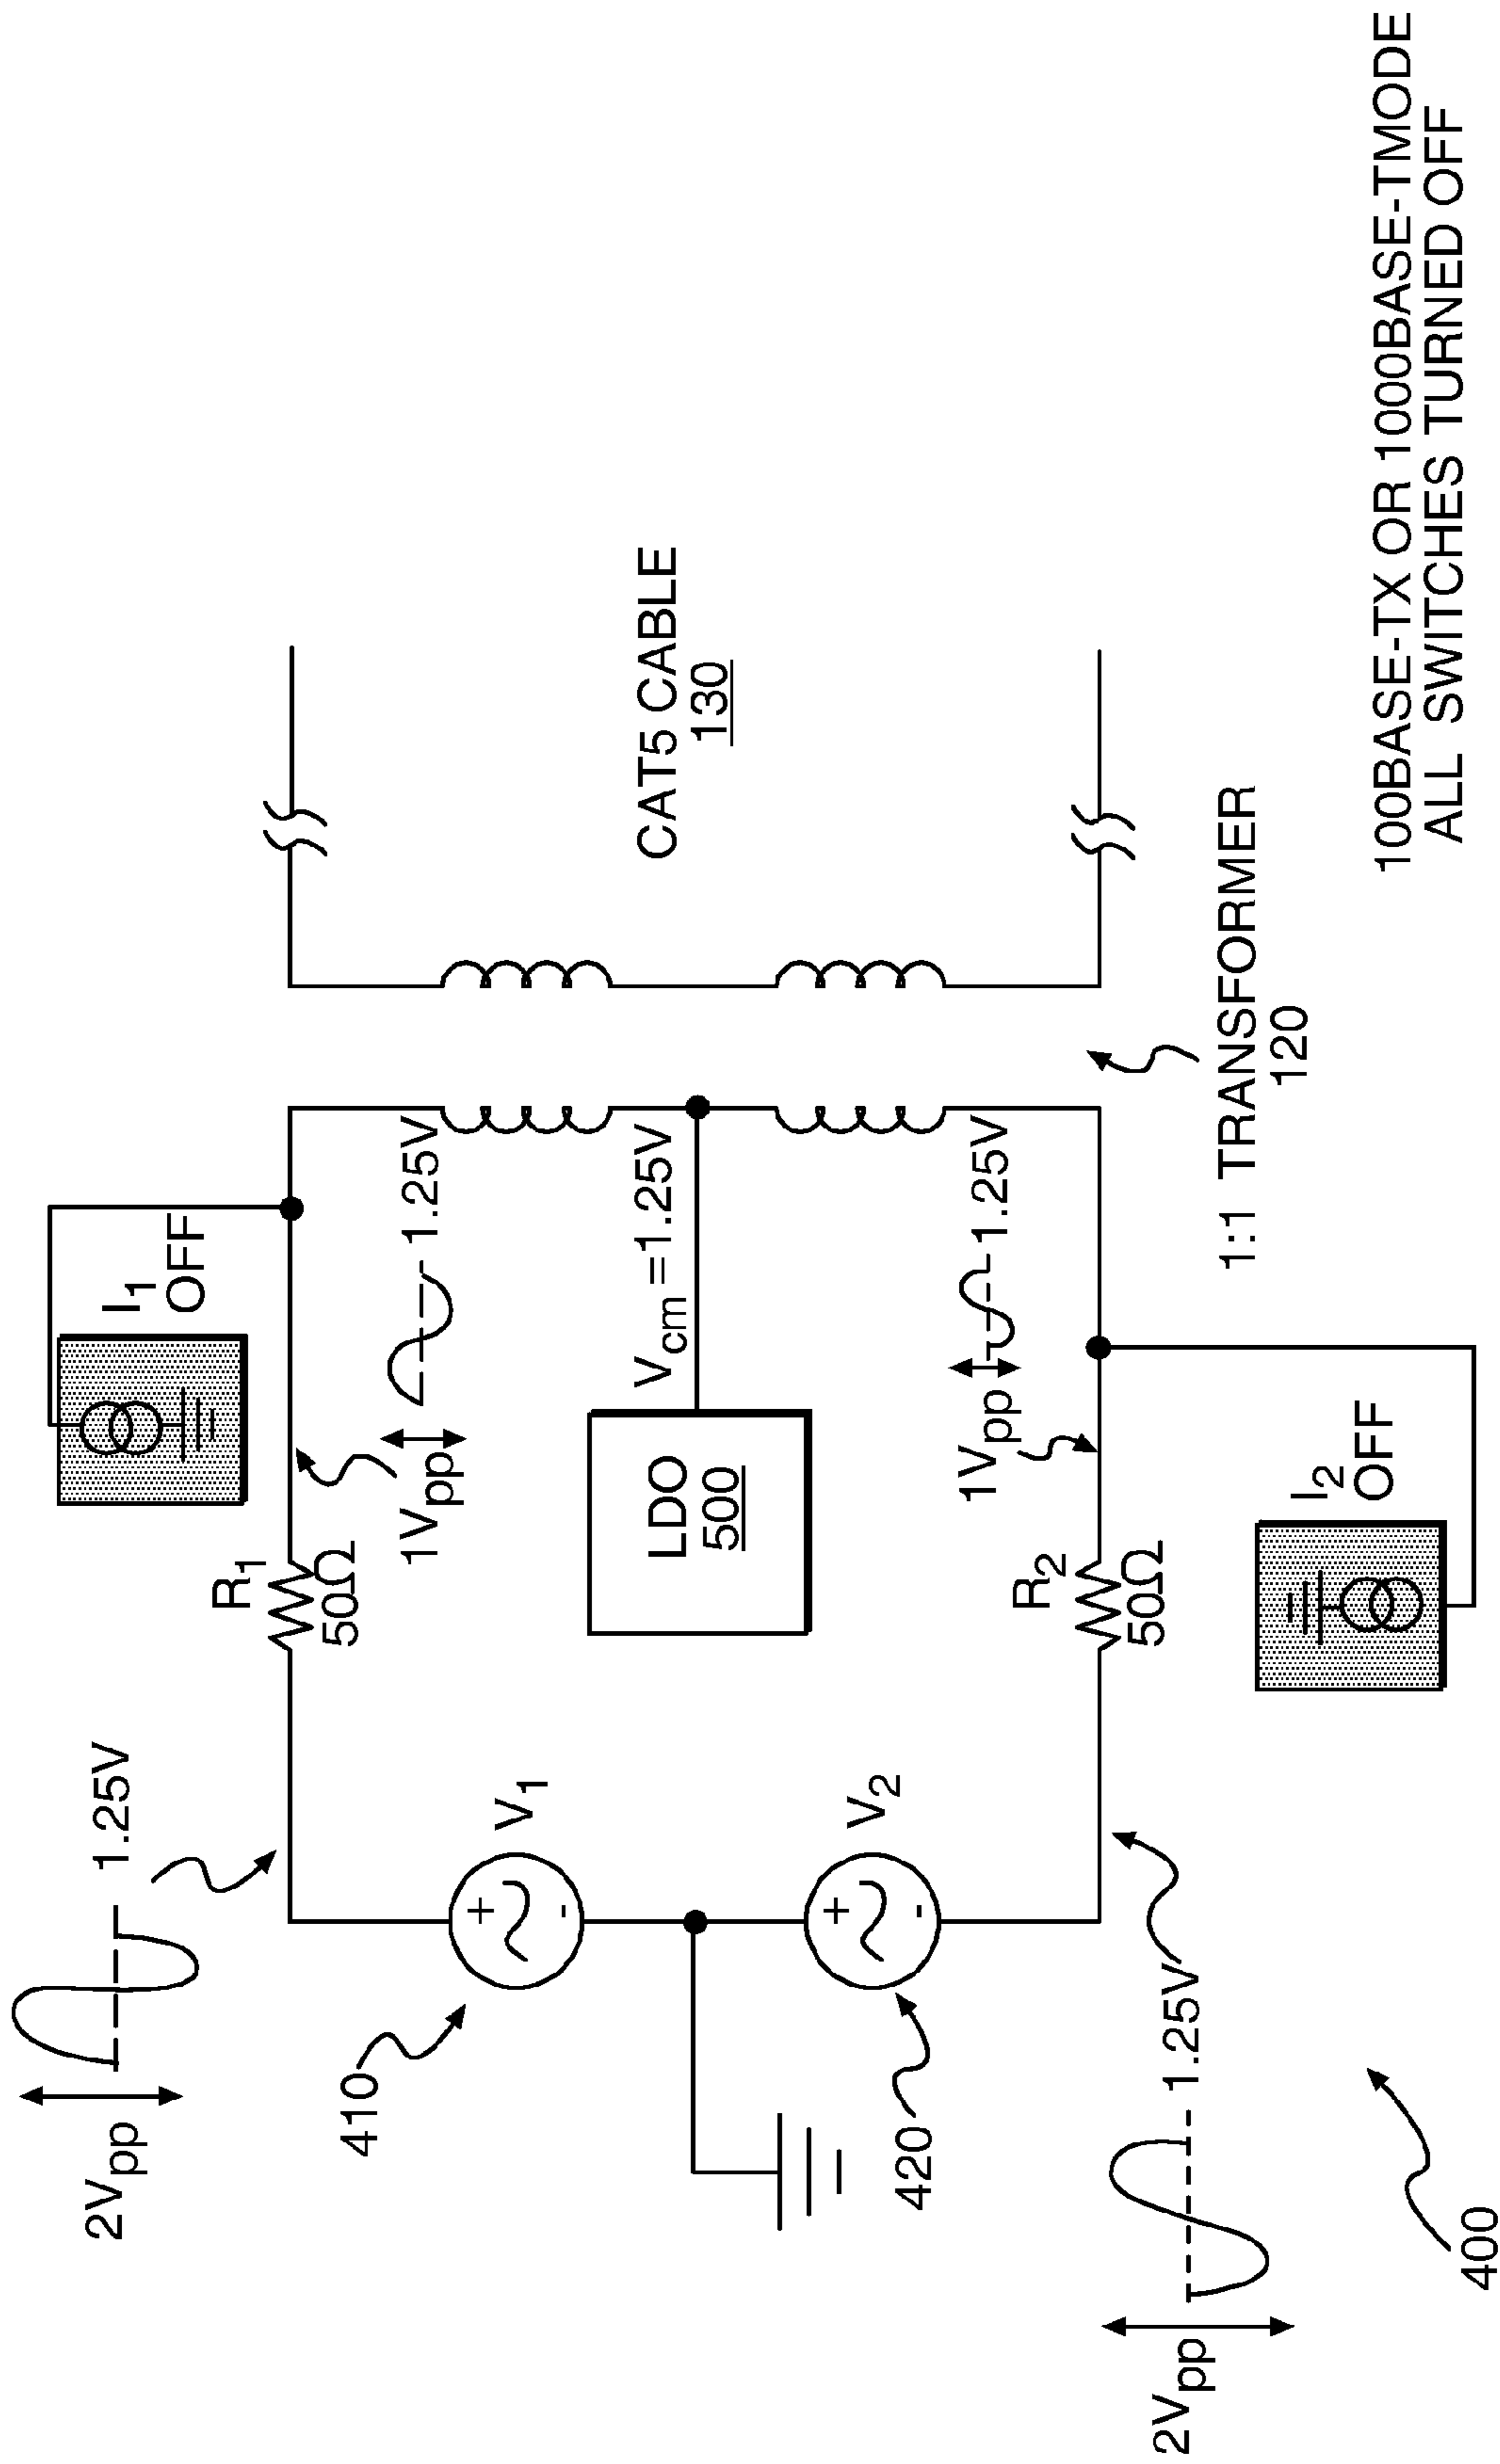 2Vpp
1.25V
I1
OFF
R1
50Ω
1Vpp
1.25V
410
V1
LDO
500
Vcm=1.25V
CAT5 CABLE
130
420
V2
R2
50Ω
1Vpp
1.25V
2Vpp
1.25V
I2
OFF
1:1 TRANSFORMER
120
400
100BASE-TX OR 1000BASE-TMODE
ALL SWITCHES TURNED OFF